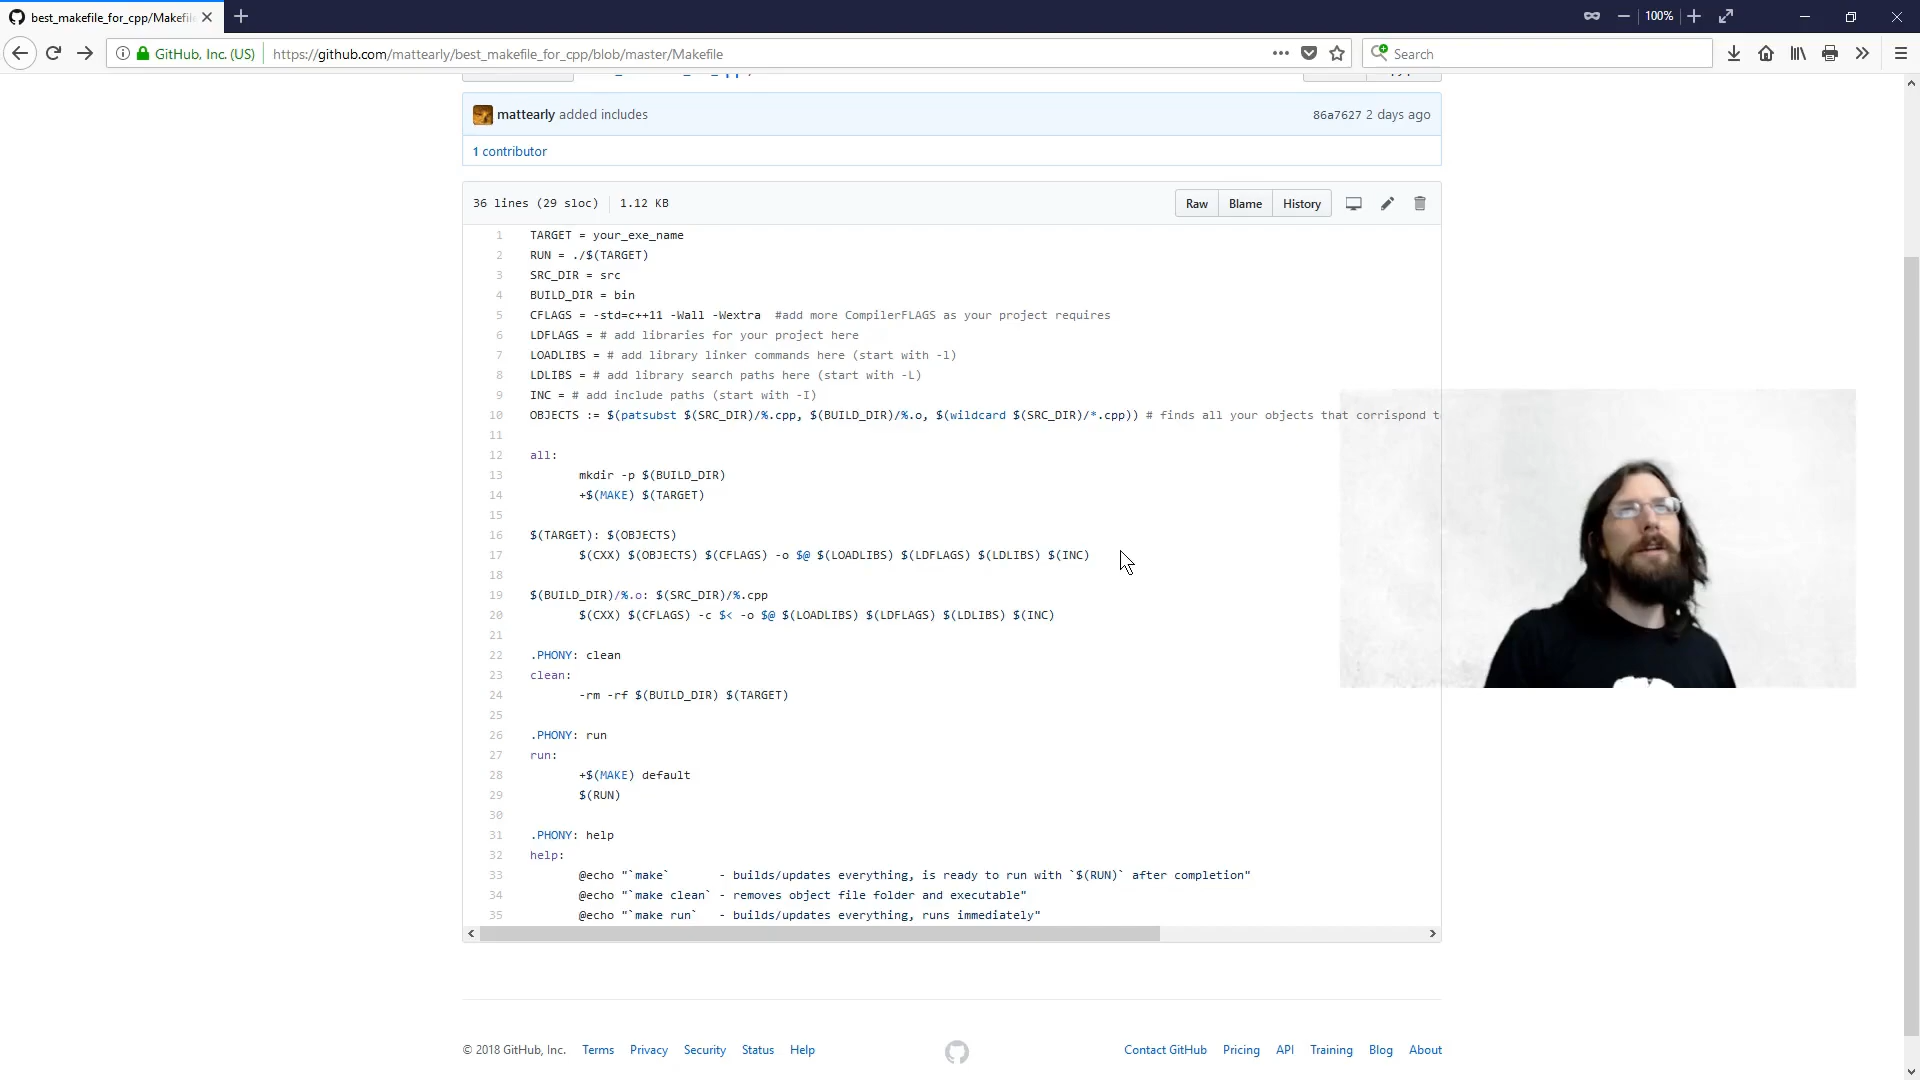 best_makefile_for_cpp/Makefile
100%
GitHub, Inc. (US)
https://github.com/mattearly/best_makefile_for_cpp/blob/master/Makefile
Search
mattearly added includes
86a7627 2 days ago
1 contributor
36 lines (29 sloc)
1.12 KB
Raw
Blame
History
1 TARGET = your_exe_name
2 RUN = ./$(TARGET)
3 SRC_DIR = src
4 BUILD_DIR = bin
5 CFLAGS = -std=c++11 -Wall -Wextra #add more CompilerFLAGS as your project requires
6 LDFLAGS = # add libraries for your project here
7 LOADLIBS = # add library linker commands here (start with -l)
8 LDLIBS = # add library search paths here (start with -L)
9 INC = # add include paths (start with -I)
10 OBJECTS := $(patsubst $(SRC_DIR)/%.cpp, $(BUILD_DIR)/%.o, $(wildcard $(SRC_DIR)/*.cpp)) # finds all your objects that corrispond t
11
12 all:
13 mkdir -p $(BUILD_DIR)
14 +$(MAKE) $(TARGET)
15
16 $(TARGET): $(OBJECTS)
17 $(CXX) $(OBJECTS) $(CFLAGS) -o $@ $(LOADLIBS) $(LDFLAGS) $(LDLIBS) $(INC)
18
19 $(BUILD_DIR)/%.o: $(SRC_DIR)/%.cpp
20 $(CXX) $(CFLAGS) -c $< -o $@ $(LOADLIBS) $(LDFLAGS) $(LDLIBS) $(INC)
21
22 .PHONY: clean
23 clean:
24 -rm -rf $(BUILD_DIR) $(TARGET)
25
26 .PHONY: run
27 run:
28 +$(MAKE) default
29 $(RUN)
30
31 .PHONY: help
32 help:
33 @echo "`make` - builds/updates everything, is ready to run with `$(RUN)` after completion"
34 @echo "`make clean` - removes object file folder and executable"
35 @echo "`make run` - builds/updates everything, runs immediately"
© 2018 GitHub, Inc.
Terms
Privacy
Security
Status
Help
Contact GitHub
Pricing
API
Training
Blog
About